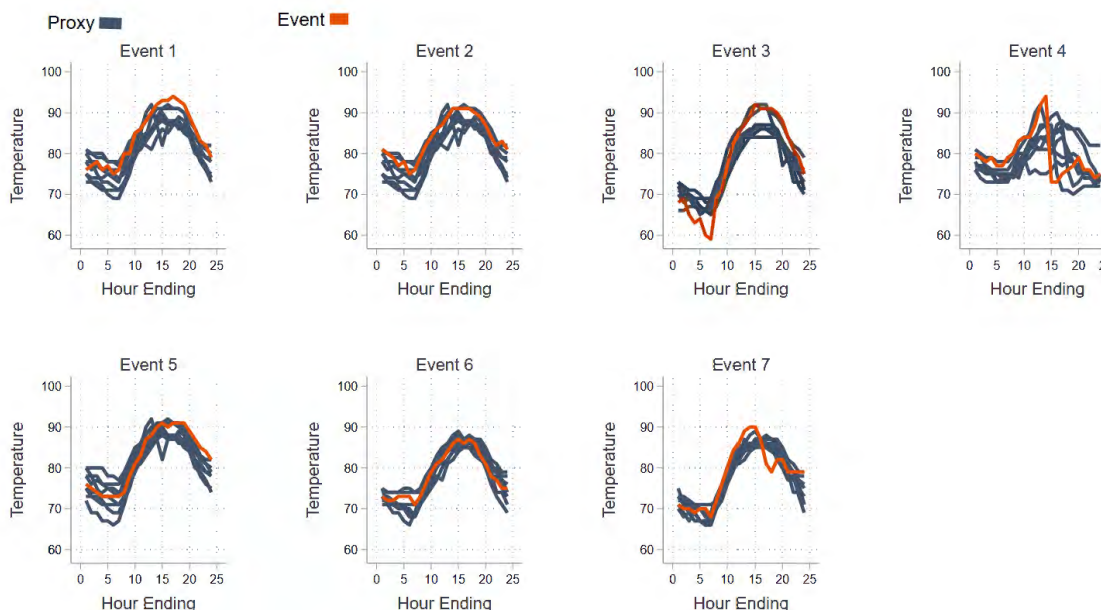 Proxy Event
Event 1 Event 2 Event 3 Event 4
100 100 100 100
90 90 90 90
80 80 80 80
70 70 70 70
60 60 60 60
Temperature Temperature Temperature Temperature
0 5 10 15 20 25 0 5 10 15 20 25 0 5 10 15 20 25 0 5 10 15 20
Hour Ending Hour Ending Hour Ending Hour Ending
Event 5 Event 6 Event 7
100 100 100
90 90 90
80 80 80
70 70 70
60 60 60
Temperature Temperature Temperature
0 5 10 15 20 25 0 5 10 15 20 25 0 5 10 15 20 25
Hour Ending Hour Ending Hour Ending